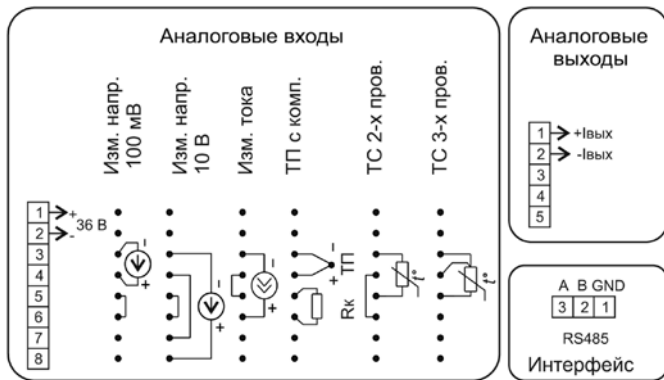 Аналоговые входы
Изм. напр.
100 мВ
Изм. напр.
10 В
Изм. тока
ТП с комп.
ТС 2-х пров.
ТС 3-х пров.
1
2
3
4
5
6
7
8
+
36 В
-
–
+
–
+
–
+
–
ТП
+
Rк
t°
t°
Аналоговые
выходы
1 +Iвых
2 -Iвых
3
4
5
A B GND
3 2 1
RS485
Интерфейс